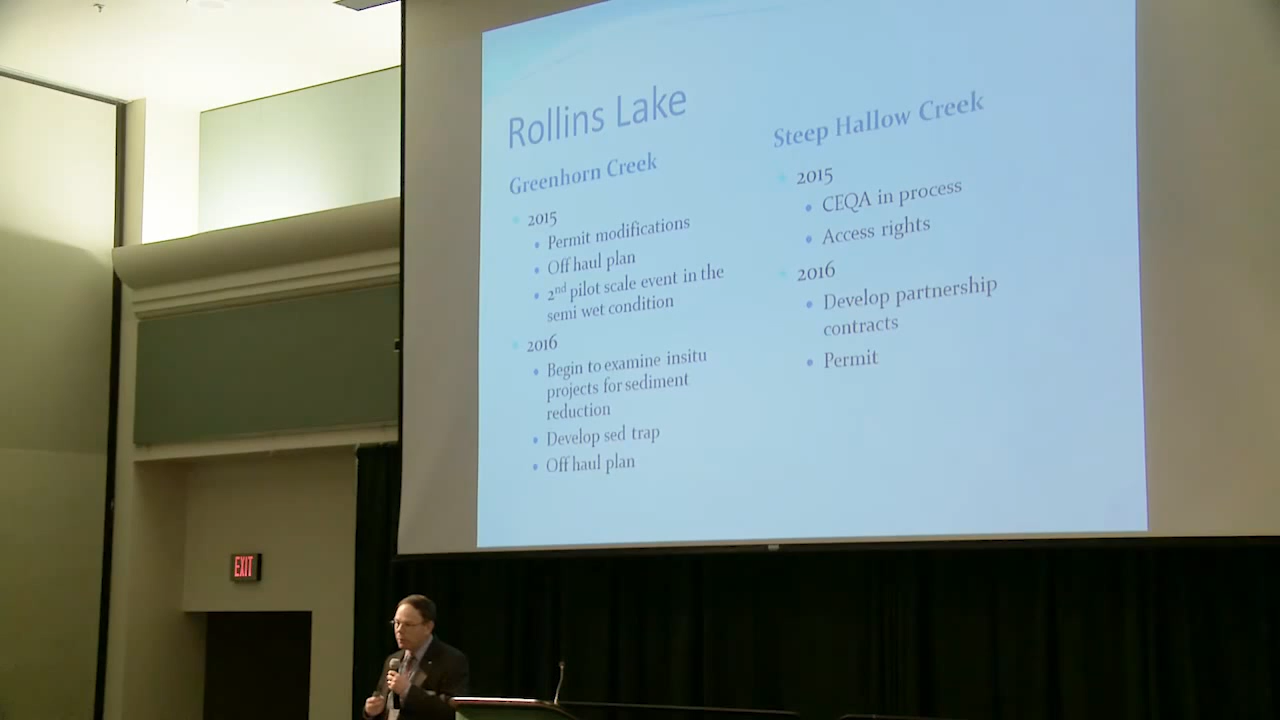 Rollins Lake
Greenhorn Creek
2015
Permit modifications
Off haul plan
2nd pilot scale event in the
semi wet condition
2016
Begin to examine insitu
projects for sediment
reduction
Develop sed trap
Off haul plan
Steep Hallow Creek
2015
CEQA in process
Access rights
2016
Develop partnership
contracts
Permit
EXIT